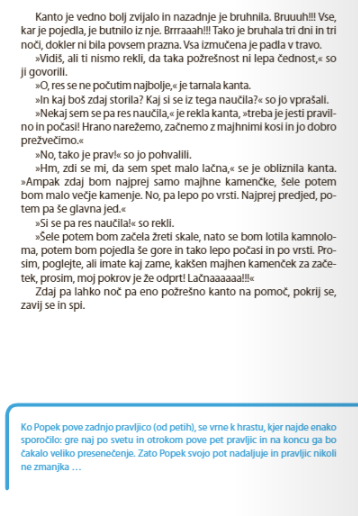 Kanto je vedno bolj zvijalo in nazadnje je bruhnila. Bruuuh!!! Vse,
kar je pojedla, je butnilo iz nje. Brrraaah!!! Tako je bruhala tri dni in tri
noči, dokler ni bila povsem prazna. Vsa izmučena je padla v travo.
»Vidiš, ali ti nismo rekli, da taka požrešnost ni lepa čednost,« so
ji govorili.
»O, res se ne počutim najbolje,« je tarnala kanta.
»In kaj boš zdaj storila? Kaj si se iz tega naučila?« so jo vprašali.
»Nekaj sem se pa res naučila,« je rekla kanta, »treba je jesti pravil-
no in počasi! Hrano narežemo, začnemo z majhnimi kosi in jo dobro
prežvečimo.«
»No, tako je prav!« so jo pohvalili.
»Hm, zdi se mi, da sem spet malo lačna,« se je obliznila kanta.
»Ampak zdaj bom najprej samo majhne kamenčke, šele potem
bom malo večje kamenje. No, pa lepo po vrsti. Najprej predjed, po-
tem pa še glavna jed.«
»Si se pa res naučila!« so rekli.
»Šele potem bom začela žreti skale, nato se bom lotila kamnolo-
ma, potem bom pojedla še gore in tako lepo počasi in po vrsti. Pro-
sim, poglejte, ali imate kaj zame, kakšen majhen kamenček za zače-
tek, prosim, moj pokrov je že odprt! Lačnaaaaaa!!!«
Zdaj pa lahko noč pa eno požrešno kanto na pomoč, pokrij se,
zavij se in spi.
Ko Popek pove zadnjo pravljico (od petih), se vrne k hrastu, kjer najde enako
sporočilo: gre naj po svetu in otrokom pove pet pravljic in na koncu ga bo
čakalo veliko presenečenje. Zato Popek svojo pot nadaljuje in pravljic nikoli
ne zmanjka ...